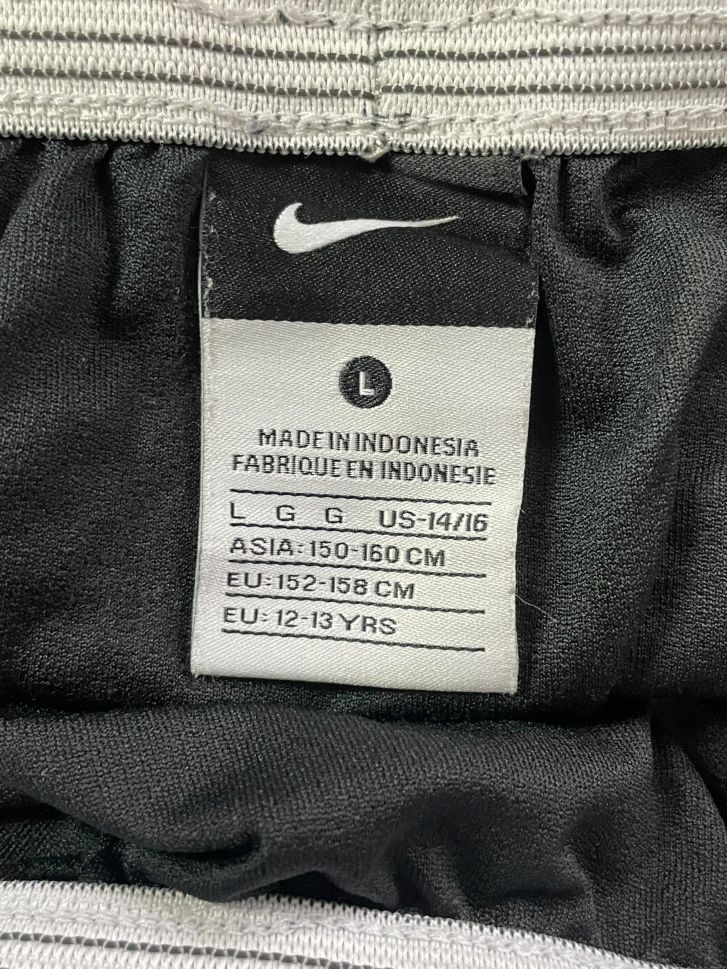 L
MADE IN INDONESIA
FABRIQUE EN INDONESIE
L G G US-14/16
ASIA: 150-160 CM
EU: 152-158 CM
EU: 12-13 YRS